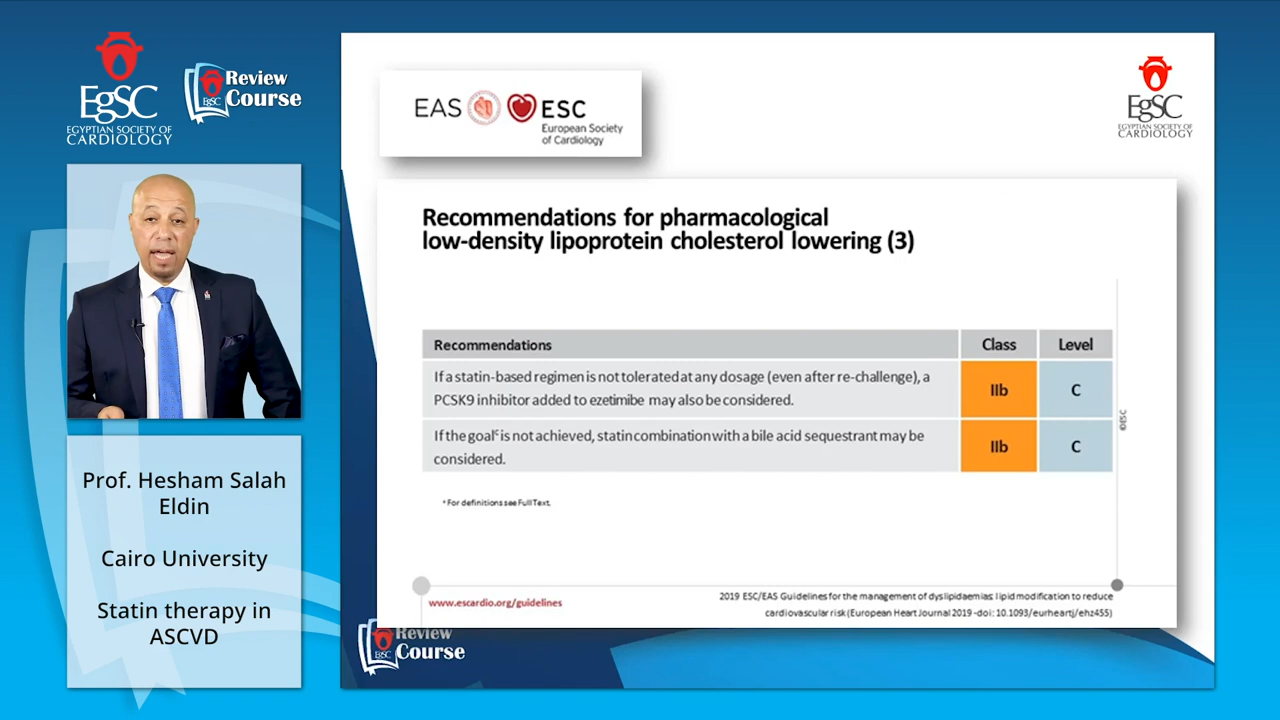 EgSC
EGYPTIAN SOCIETY OF
CARDIOLOGY
EgSC
Review
Course
Prof. Hesham Salah
Eldin
Cairo University
Statin therapy in
ASCVD
EAS
ESC
European Society
of Cardiology
EgSC
EGYPTIAN SOCIETY OF
CARDIOLOGY
Recommendations for pharmacological
low-density lipoprotein cholesterol lowering (3)
Recommendations Class Level
If a statin-based regimen is not tolerated at any dosage (even after re-challenge), a
PCSK9 inhibitor added to ezetimibe may also be considered.
IIb C
If the goalᶜ is not achieved, statin combination with a bile acid sequestrant may be
considered.
IIb C
©ESC
ᶜ For definitions see Full Text.
www.escardio.org/guidelines
2019 ESC/EAS Guidelines for the management of dyslipidaemias: lipid modification to reduce
cardiovascular risk (European Heart Journal 2019 -doi: 10.1093/eurheartj/ehz455)
EgSC
Review
Course